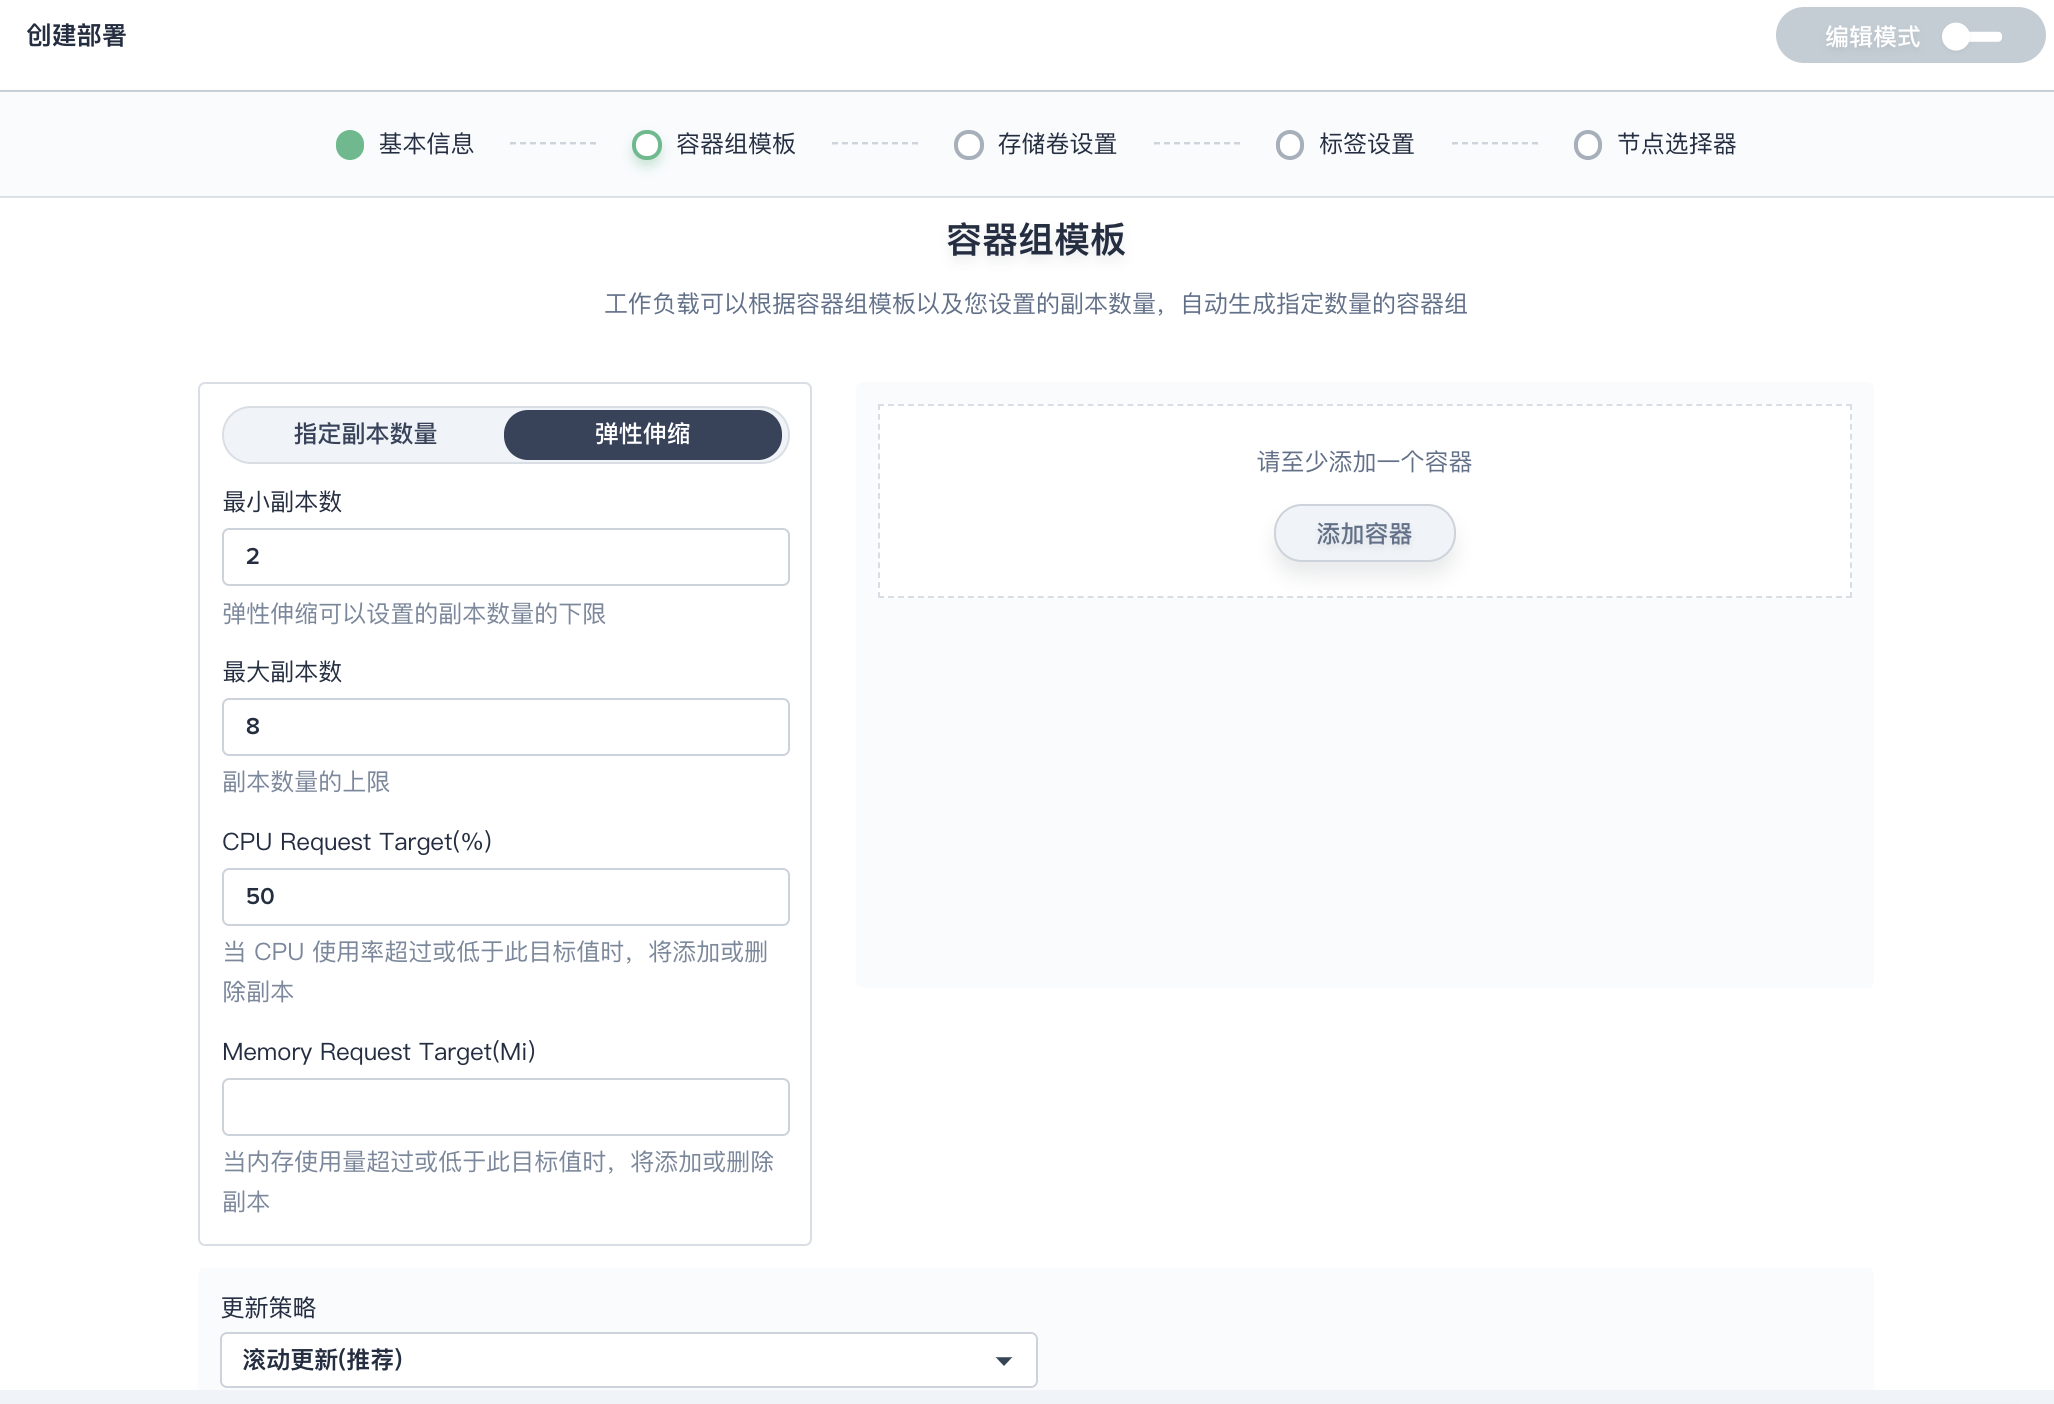 创建部署
编辑模式
基本信息
容器组模板
存储卷设置
标签设置
节点选择器
容器组模板
工作负载可以根据容器组模板以及您设置的副本数量，自动生成指定数量的容器组
指定副本数量
弹性伸缩
最小副本数
2
弹性伸缩可以设置的副本数量的下限
最大副本数
8
副本数量的上限
CPU Request Target(%)
50
当 CPU 使用率超过或低于此目标值时，将添加或删
除副本
Memory Request Target(Mi)
当内存使用量超过或低于此目标值时，将添加或删除
副本
请至少添加一个容器
添加容器
更新策略
滚动更新(推荐)